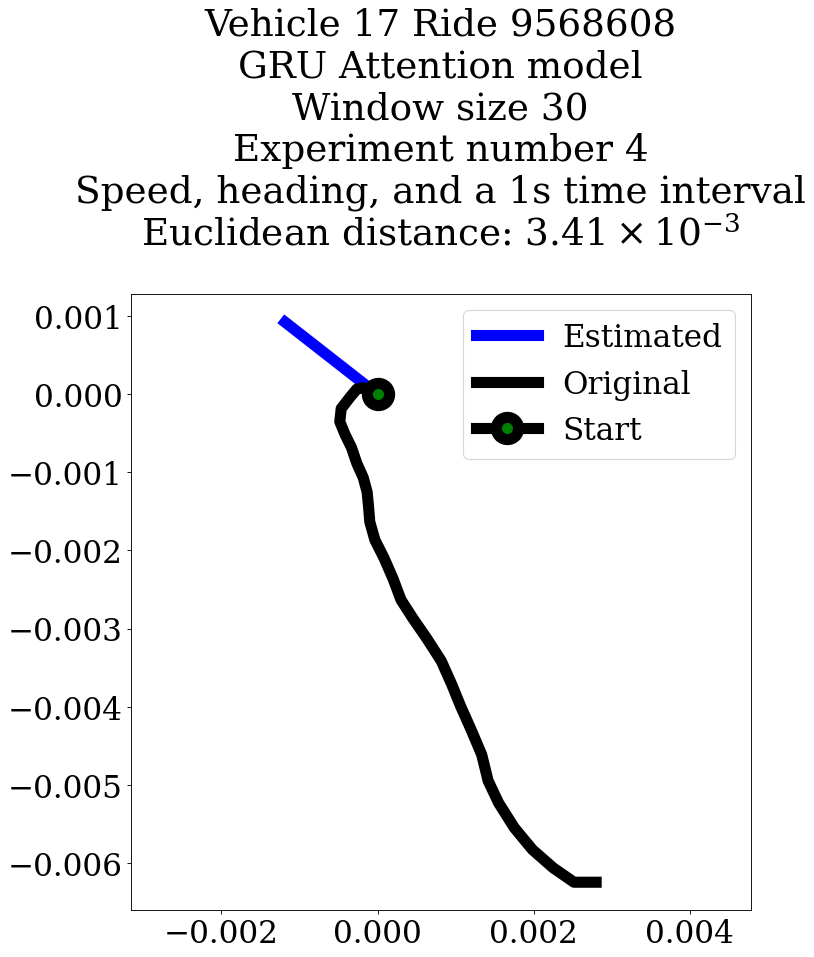 Vehicle 17 Ride 9568608
GRU Attention model
Window size 30
Experiment number 4
Speed, heading, and a 1s time interval
Euclidean distance: 3.41 × 10⁻³
Estimated
Original
Start
0.001
0.000
−0.001
−0.002
−0.003
−0.004
−0.005
−0.006
−0.002 0.000 0.002 0.004